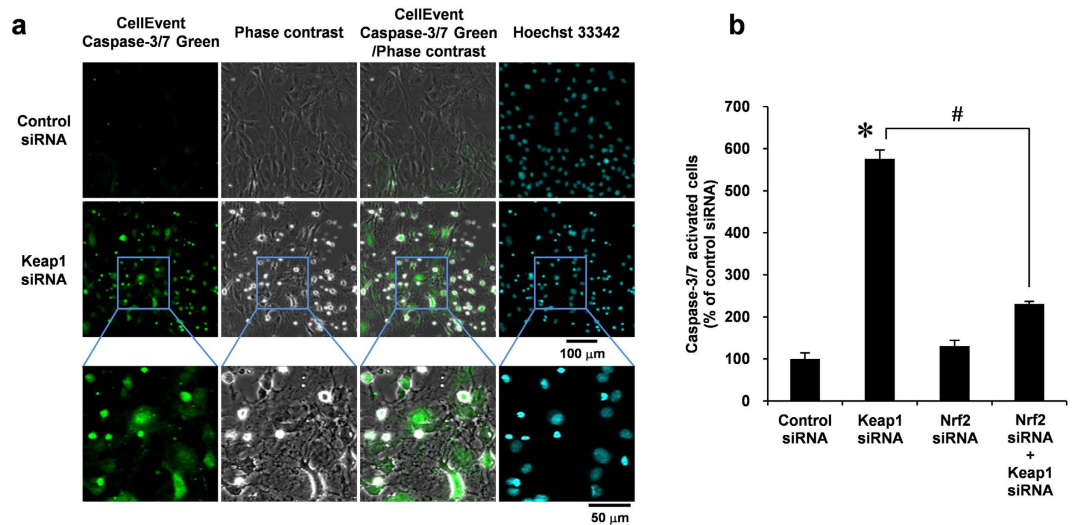 a
CellEvent
Caspase-3/7 Green
Phase contrast
CellEvent
Caspase-3/7 Green
/Phase contrast
Hoechst 33342
Control
siRNA
Keap1
siRNA
100 μm
50 μm
b
Caspase-3/7 activated cells
(% of control siRNA)
700
600
500
400
300
200
100
0
*
#
Control
siRNA
Keap1
siRNA
Nrf2
siRNA
Nrf2
siRNA
+
Keap1
siRNA